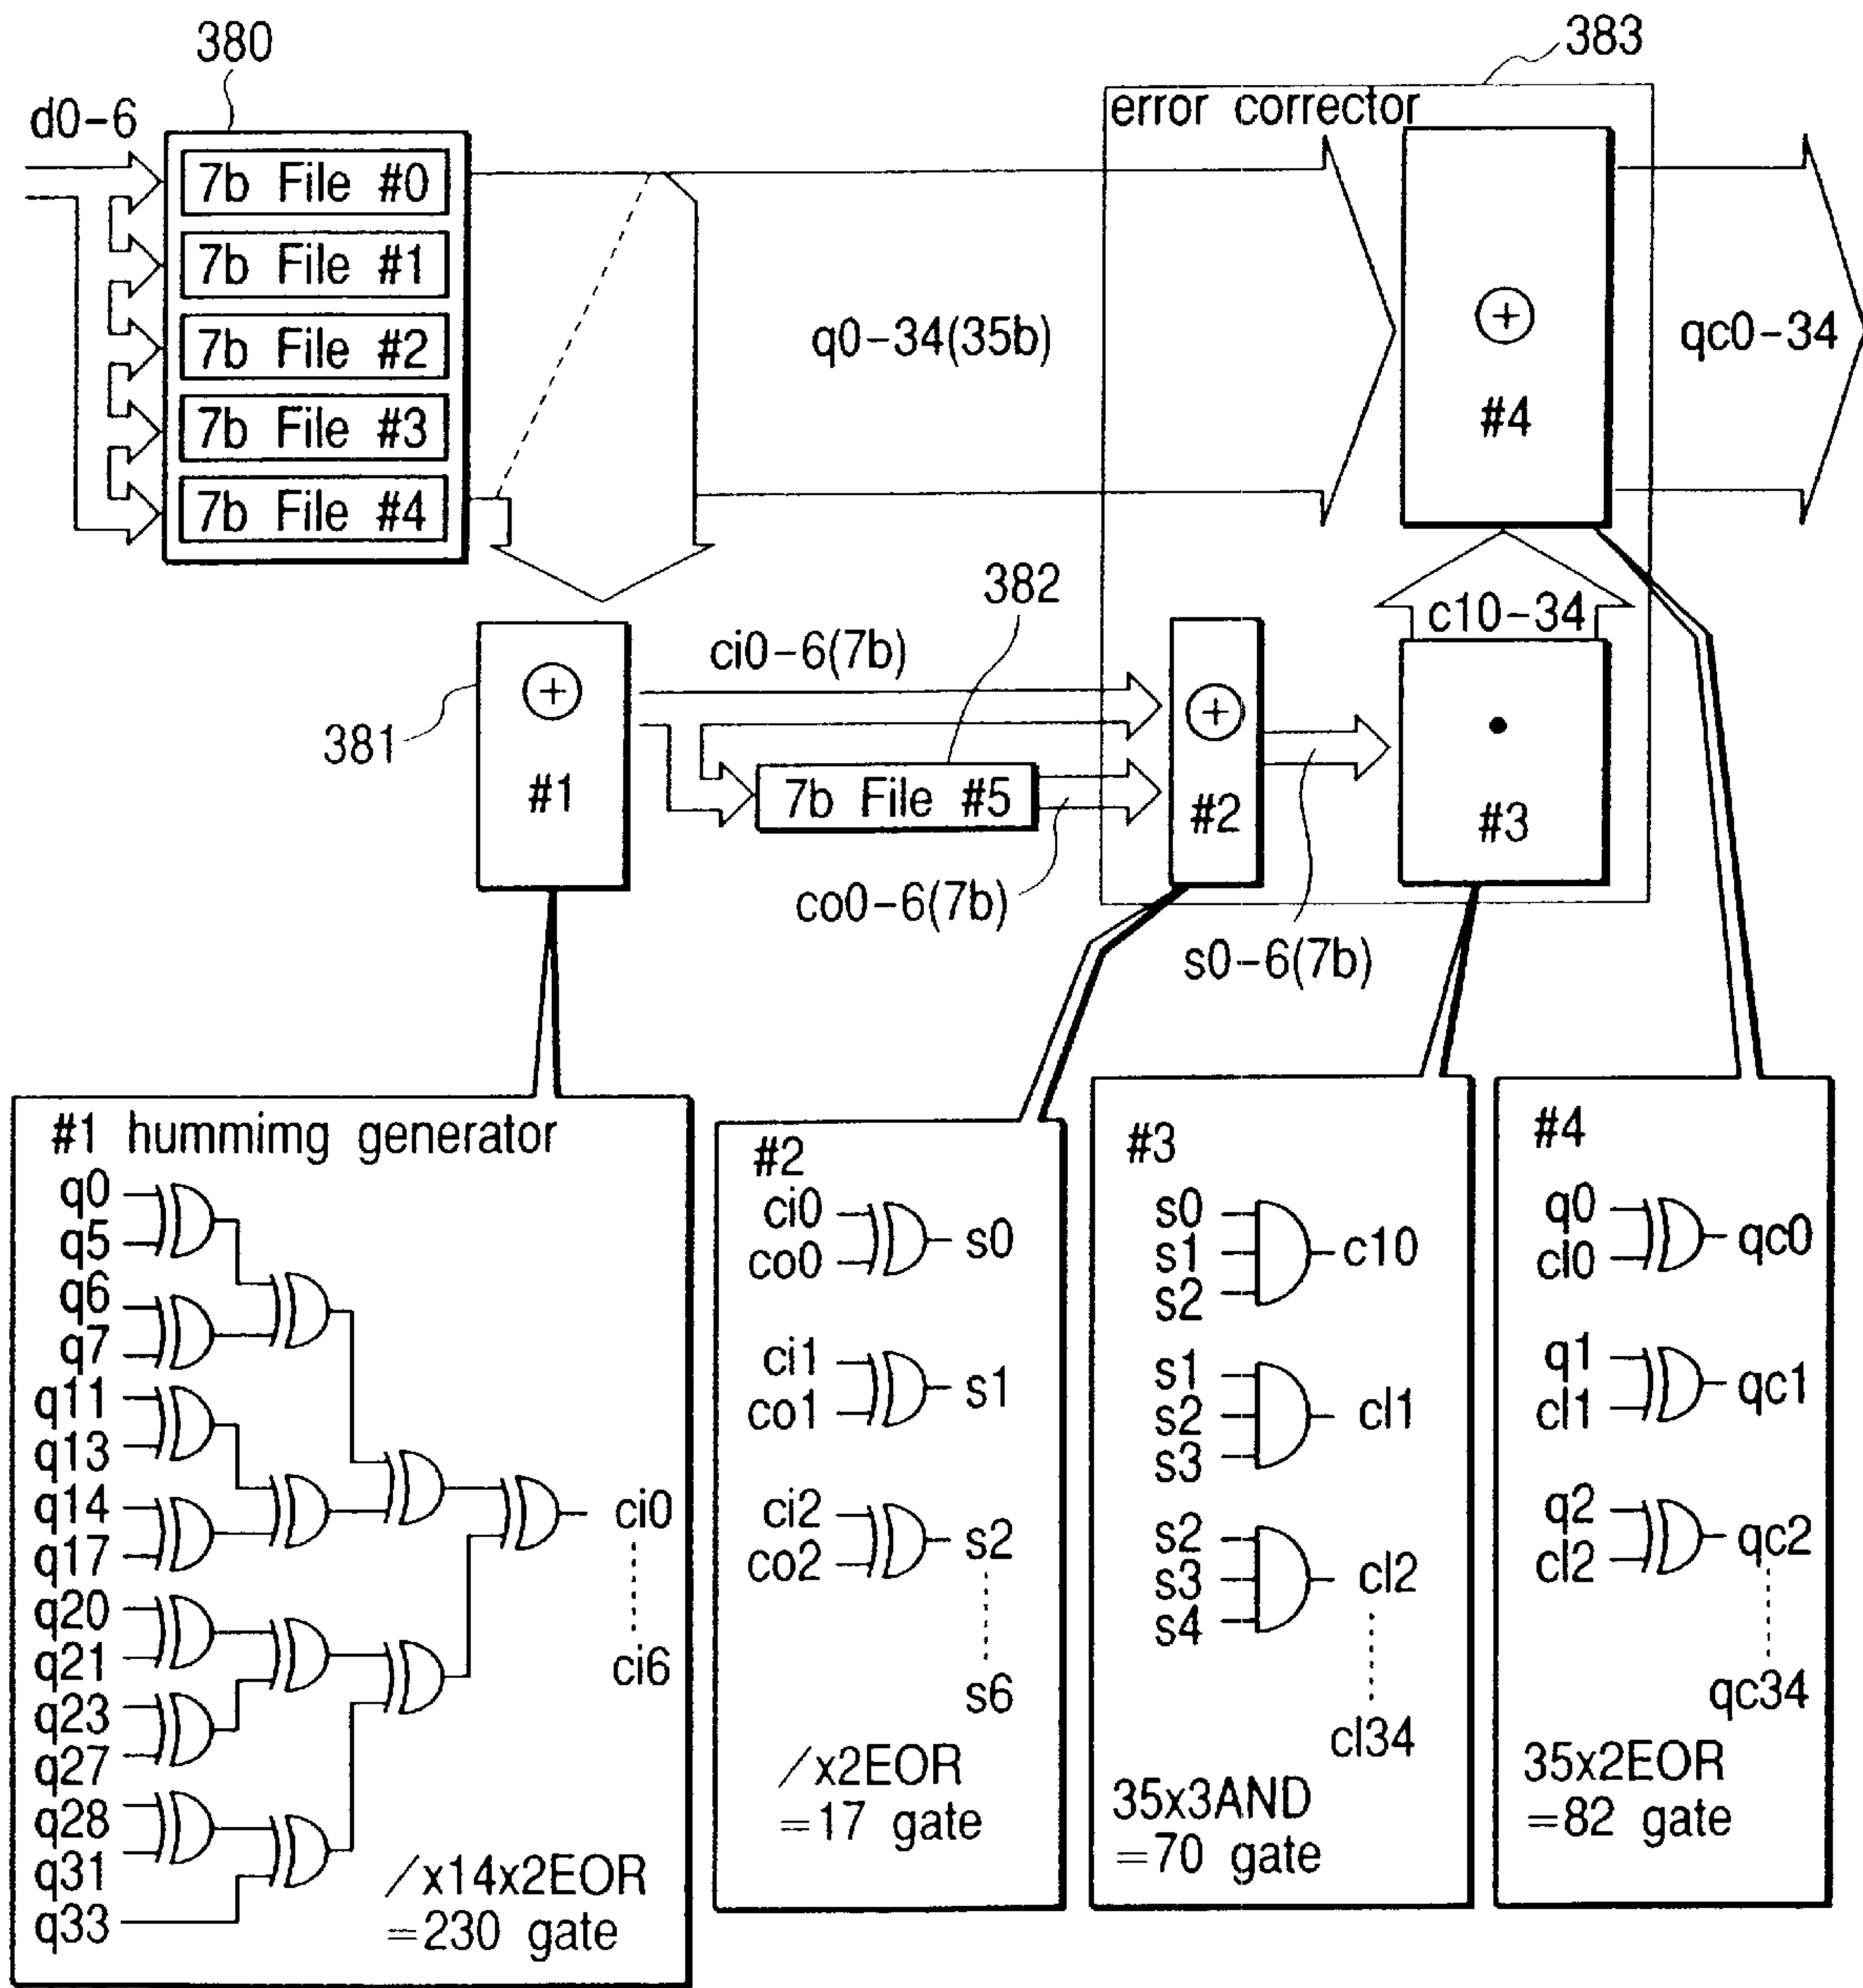 380
383
d0-6
error corrector
7b File #0
7b File #1
7b File #2
7b File #3
7b File #4
q0-34(35b)
#4
qc0-34
382
c10-34
ci0-6(7b)
381
#1
7b File #5
#2
#3
co0-6(7b)
s0-6(7b)
#1 hummimg generator
q0
q5
q6
q7
q11
q13
q14
q17
q20
q21
q23
q27
q28
q31
q33
ci0
ci6
/x14x2EOR
=230 gate
#2
ci0
co0
s0
ci1
co1
s1
ci2
co2
s2
s6
/x2EOR
=17 gate
#3
s0
s1
s2
c10
s1
s2
s3
cl1
s2
s3
s4
cl2
cl34
35x3AND
=70 gate
#4
q0
cl0
qc0
q1
cl1
qc1
q2
cl2
qc2
qc34
35x2EOR
=82 gate